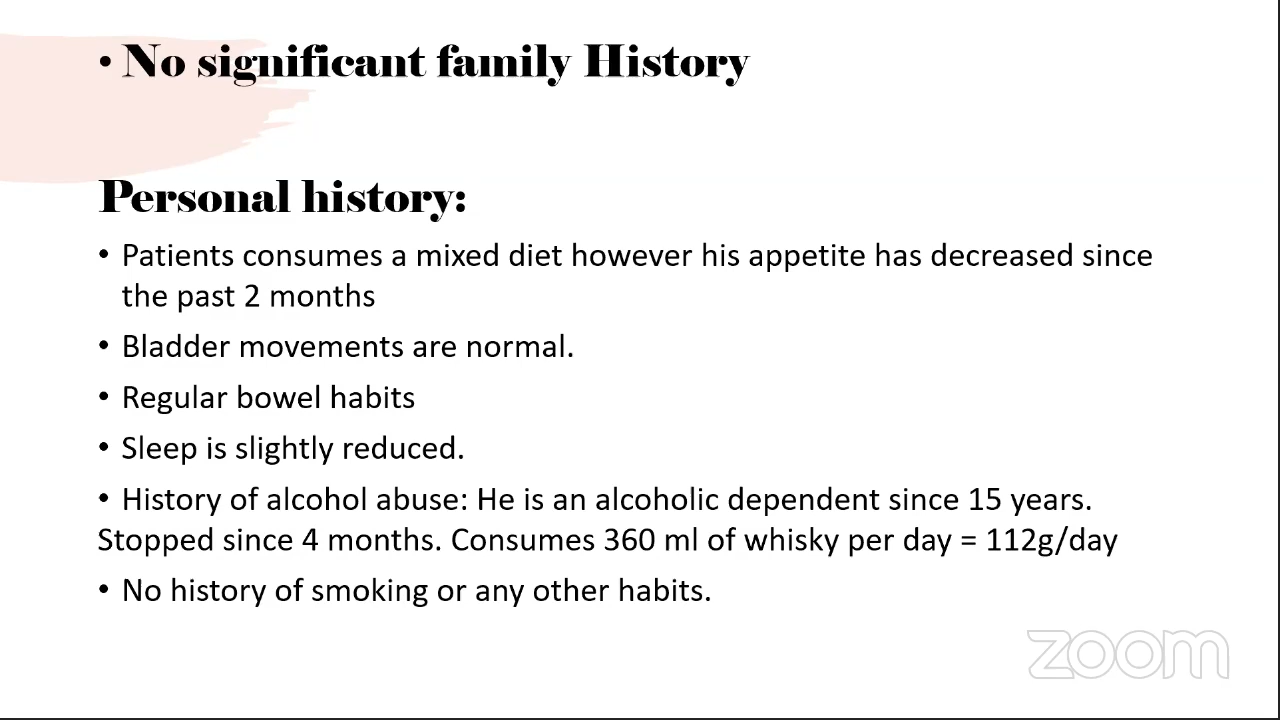 • No significant family History
Personal history:
• Patients consumes a mixed diet however his appetite has decreased since
the past 2 months
• Bladder movements are normal.
• Regular bowel habits
• Sleep is slightly reduced.
• History of alcohol abuse: He is an alcoholic dependent since 15 years.
Stopped since 4 months. Consumes 360 ml of whisky per day = 112g/day
• No history of smoking or any other habits.
zoom